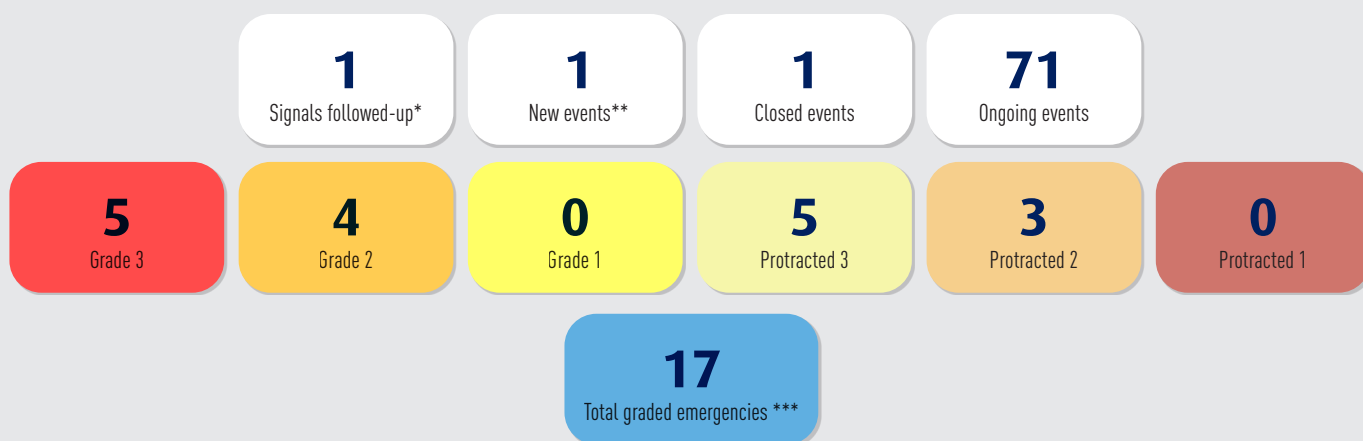 1
Signals followed-up*
1
New events**
1
Closed events
71
Ongoing events
5
Grade 3
4
Grade 2
0
Grade 1
5
Protracted 3
3
Protracted 2
0
Protracted 1
17
Total graded emergencies ***